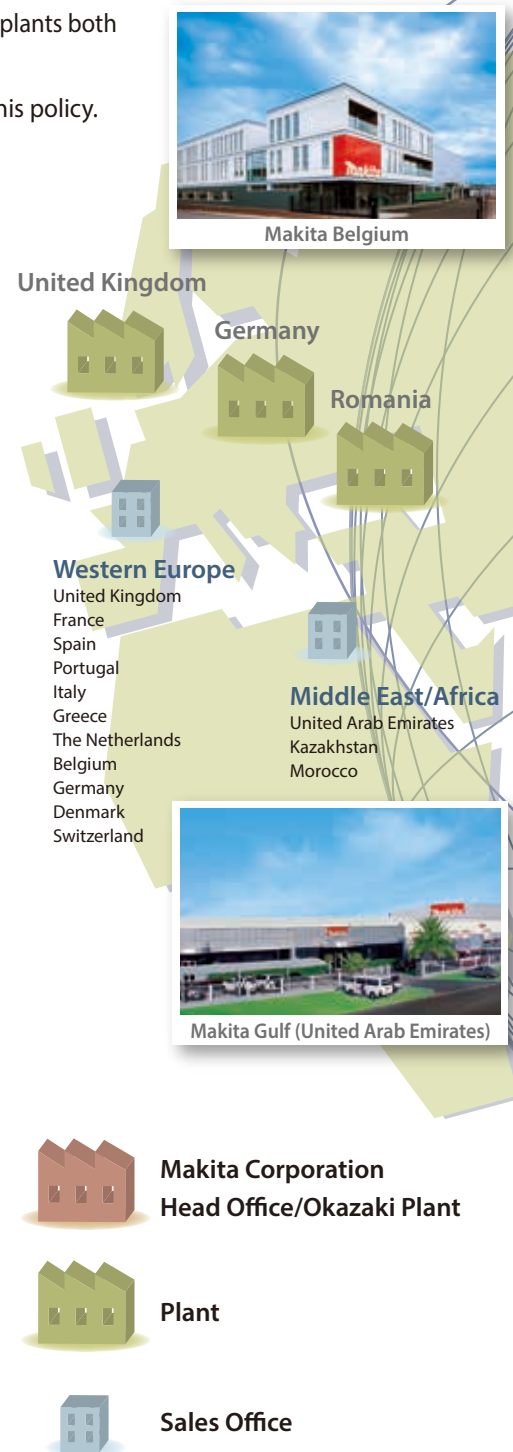 plants both
his policy.
Makita
Makita Belgium
United Kingdom
Germany
Romania
Western Europe
United Kingdom
France
Spain
Portugal
Italy
Greece
The Netherlands
Belgium
Germany
Denmark
Switzerland
Middle East/Africa
United Arab Emirates
Kazakhstan
Morocco
Makita Gulf (United Arab Emirates)
Makita Corporation
Head Office/Okazaki Plant
Plant
Sales Office